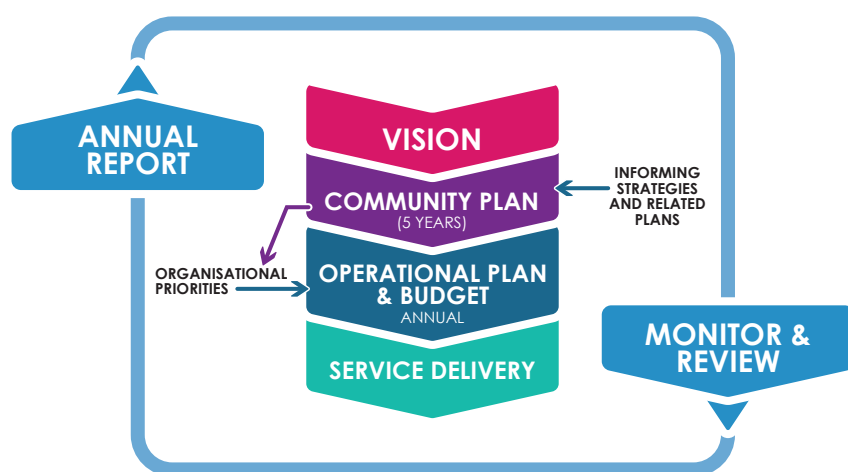 ANNUAL
REPORT
VISION
COMMUNITY PLAN
(5 YEARS)
INFORMING
STRATEGIES
AND RELATED
PLANS
ORGANISATIONAL
PRIORITIES
OPERATIONAL PLAN
& BUDGET
ANNUAL
SERVICE DELIVERY
MONITOR &
REVIEW